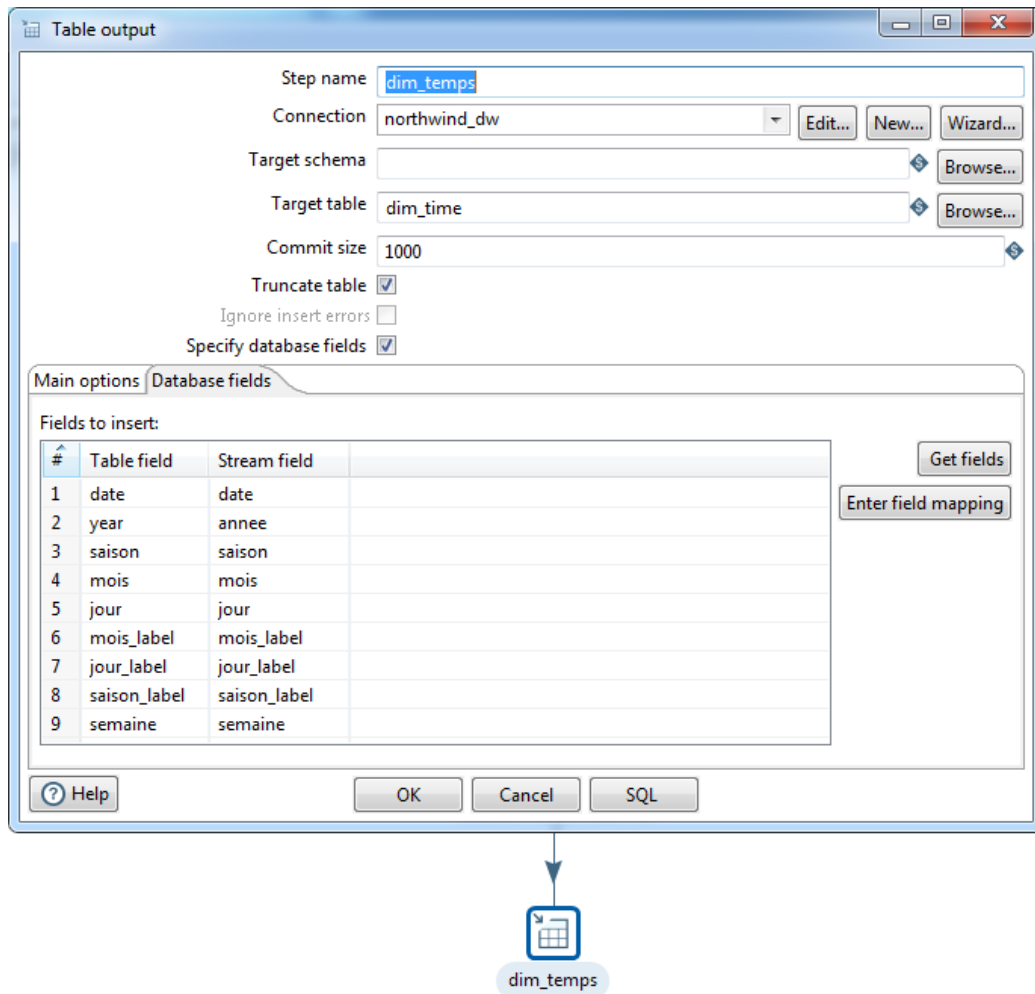 Table output
Step name dim_temps
Connection northwind_dw Edit... New... Wizard...
Target schema Browse...
Target table dim_time Browse...
Commit size 1000
Truncate table
Ignore insert errors
Specify database fields
Main options Database fields
Fields to insert:
# Table field Stream field
Get fields
1 date date
Enter field mapping
2 year annee
3 saison saison
4 mois mois
5 jour jour
6 mois_label mois_label
7 jour_label jour_label
8 saison_label saison_label
9 semaine semaine
Help OK Cancel SQL
dim_temps